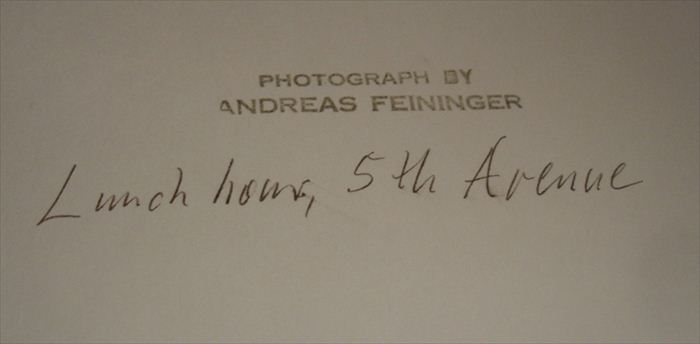 PHOTOGRAPH BY
ANDREAS FEININGER
Lunch hour, 5th Avenue